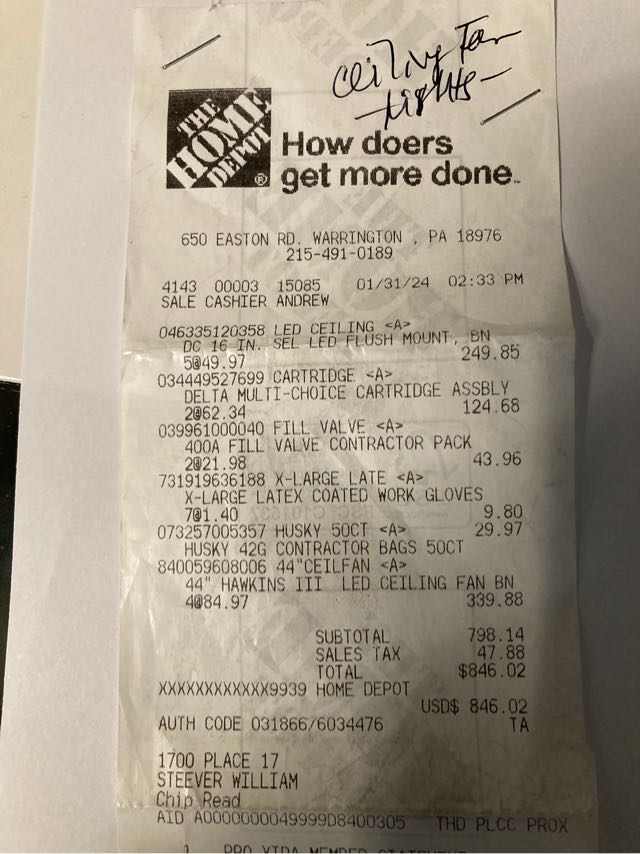 Ceiling Fan
-Lights-
THE
HOME
DEPOT
®
How doers
get more done™
650 EASTON RD. WARRINGTON , PA 18976
215-491-0189
4143 00003 15085 01/31/24 02:33 PM
SALE CASHIER ANDREW
046335120358 LED CEILING <A>
DC 16 IN. SEL LED FLUSH MOUNT, BN
5@49.97 249.85
034449527699 CARTRIDGE <A>
DELTA MULTI-CHOICE CARTRIDGE ASSBLY
2@62.34 124.68
039961000040 FILL VALVE <A>
400A FILL VALVE CONTRACTOR PACK
2@21.98 43.96
731919636188 X-LARGE LATE <A>
X-LARGE LATEX COATED WORK GLOVES
7@1.40 9.80
073257005357 HUSKY 50CT <A> 29.97
HUSKY 42G CONTRACTOR BAGS 50CT
840059608006 44"CEILFAN <A>
44" HAWKINS III LED CEILING FAN BN
4@84.97 339.88
SUBTOTAL 798.14
SALES TAX 47.88
TOTAL $846.02
XXXXXXXXXXXX9939 HOME DEPOT
USD$ 846.02
AUTH CODE 031866/6034476 TA
1700 PLACE 17
STEEVER WILLIAM
Chip Read
AID A0000000049999D8400305 THD PLCC PROX
1 PRO XTRA MEMBER STATEMENT